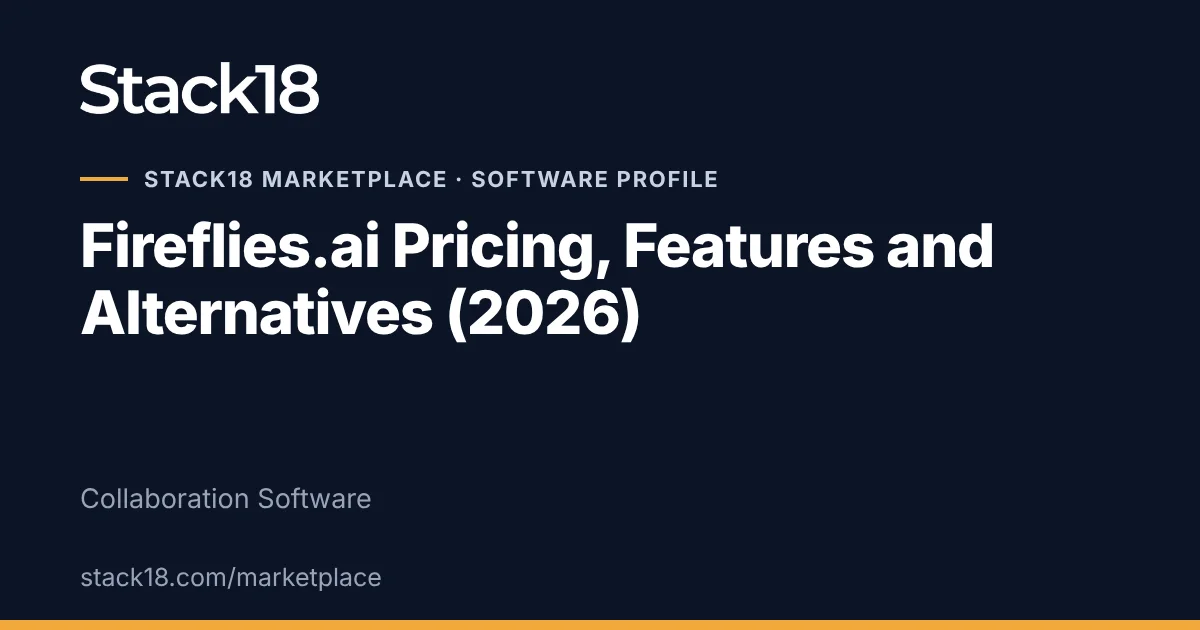 Stack18
STACK18 MARKETPLACE · SOFTWARE PROFILE
Fireflies.ai Pricing, Features and
Alternatives (2026)
Collaboration Software
stack18.com/marketplace